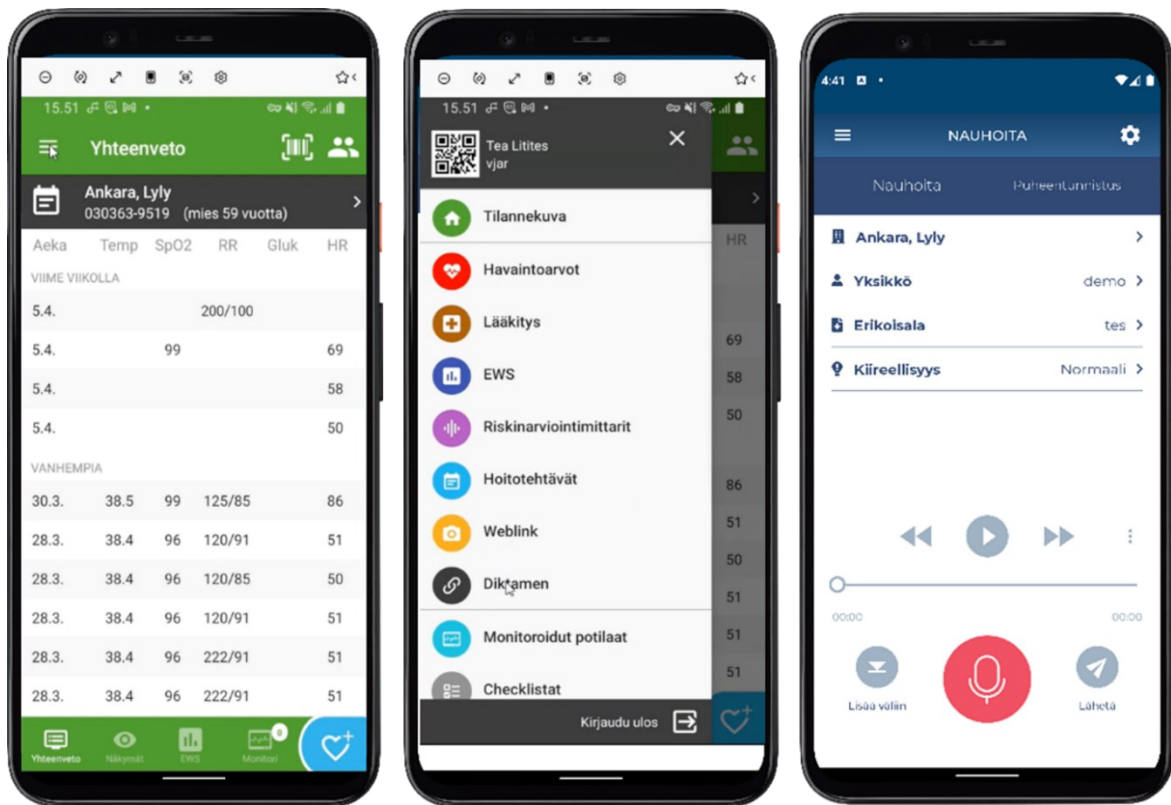 15.51
Yhteenveto
Ankara, Lyly
030363-9519 (mies 59 vuotta)
Aeka Temp SpO2 RR Gluk HR
VIIME VIIKOLLA
5.4. 200/100
5.4. 99 69
5.4. 58
5.4. 50
VANHEMPIA
30.3. 38.5 99 125/85 86
28.3. 38.4 96 120/91 51
28.3. 38.4 96 120/85 50
28.3. 38.4 96 120/91 51
28.3. 38.4 96 222/91 51
28.3. 38.4 96 222/91 51
0
Yhteenveto Näkymät EWS Monitori
15.51
Tea Litites
vjar
Tilannekuva
HR
Havaintoarvot
Lääkitys
69
EWS
58
Riskinarviointimittarit
50
Hoitotehtävät
86
Weblink
51
50
Diktamen
51
Monitoroidut potilaat
51
51
Checklistat
Kirjaudu ulos
4:41
NAUHOITA
Nauhoita Puheentunnistus
Ankara, Lyly
Yksikkö demo
Erikoisala tes
Kiireellisyys Normaali
00:00 00:00
Lisää väliin Lähetä